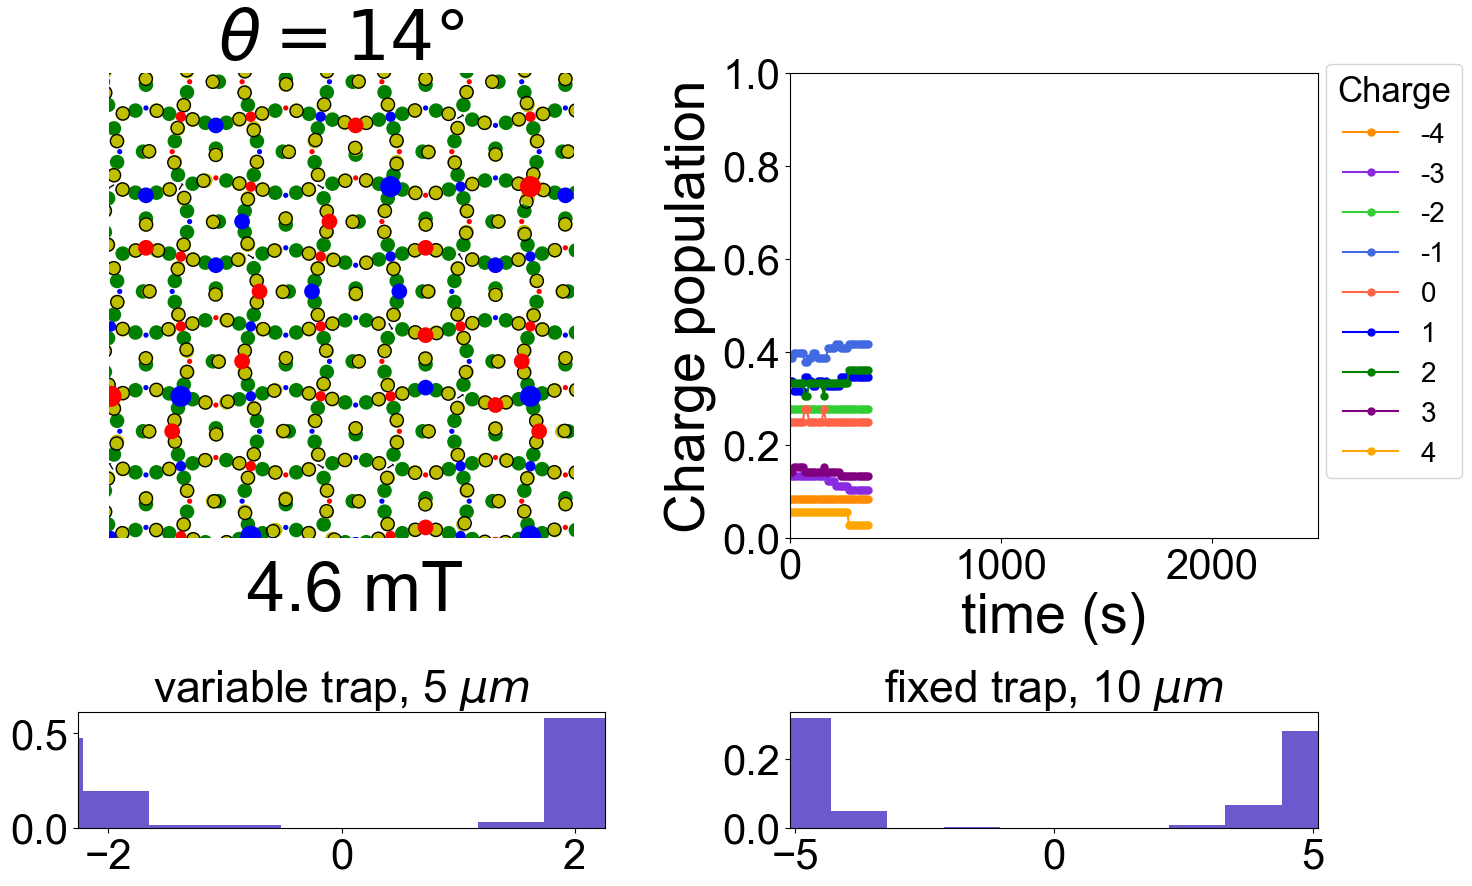 θ = 14°
4.6 mT
1.0
0.8
0.6
0.4
0.2
0.0
Charge population
0 1000 2000
time (s)
Charge
-4
-3
-2
-1
0
1
2
3
4
variable trap, 5 μm
0.5
0.0
−2 0 2
fixed trap, 10 μm
0.2
0.0
−5 0 5